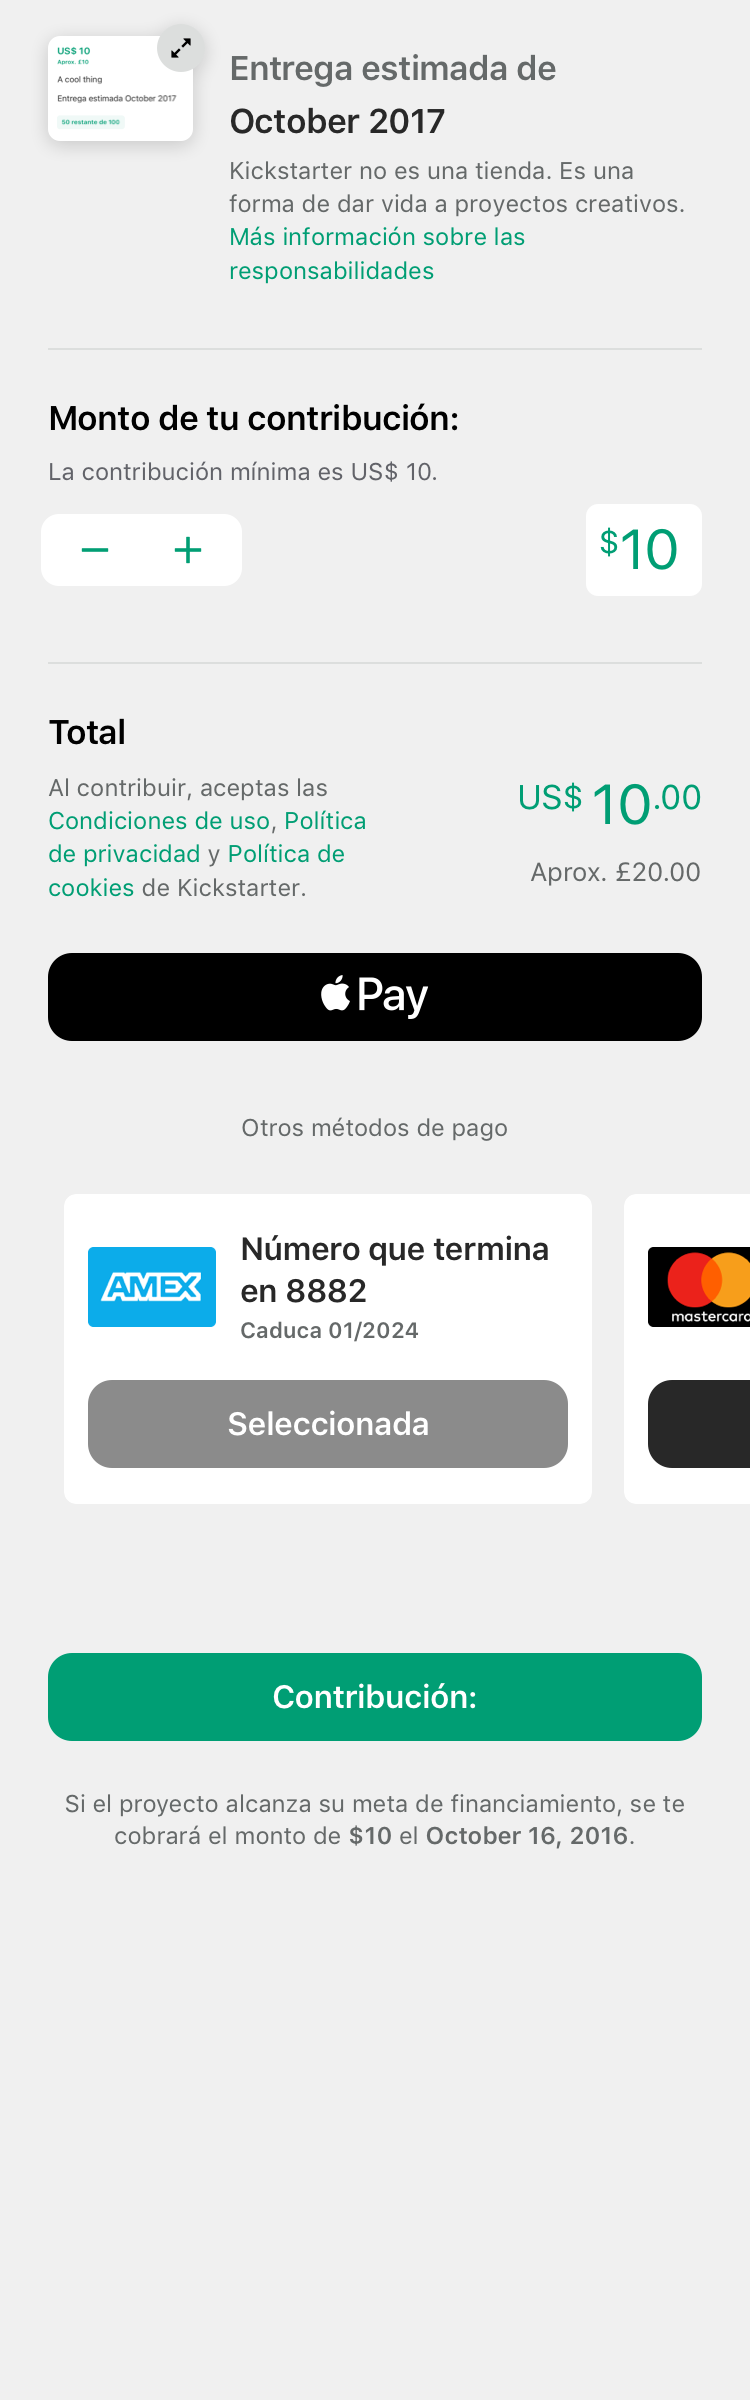 US$ 10
Aprox. £10
A cool thing
Entrega estimada October 2017
50 restante de 100
Entrega estimada de
October 2017
Kickstarter no es una tienda. Es una
forma de dar vida a proyectos creativos.
Más información sobre las
responsabilidades
Monto de tu contribución:
La contribución mínima es US$ 10.
$10
Total
Al contribuir, aceptas las
Condiciones de uso, Política
de privacidad y Política de
cookies de Kickstarter.
US$ 10.00
Aprox. £20.00
Pay
Otros métodos de pago
AMEX
Número que termina
en 8882
Caduca 01/2024
Seleccionada
mastercard
Contribución:
Si el proyecto alcanza su meta de financiamiento, se te
cobrará el monto de $10 el October 16, 2016.